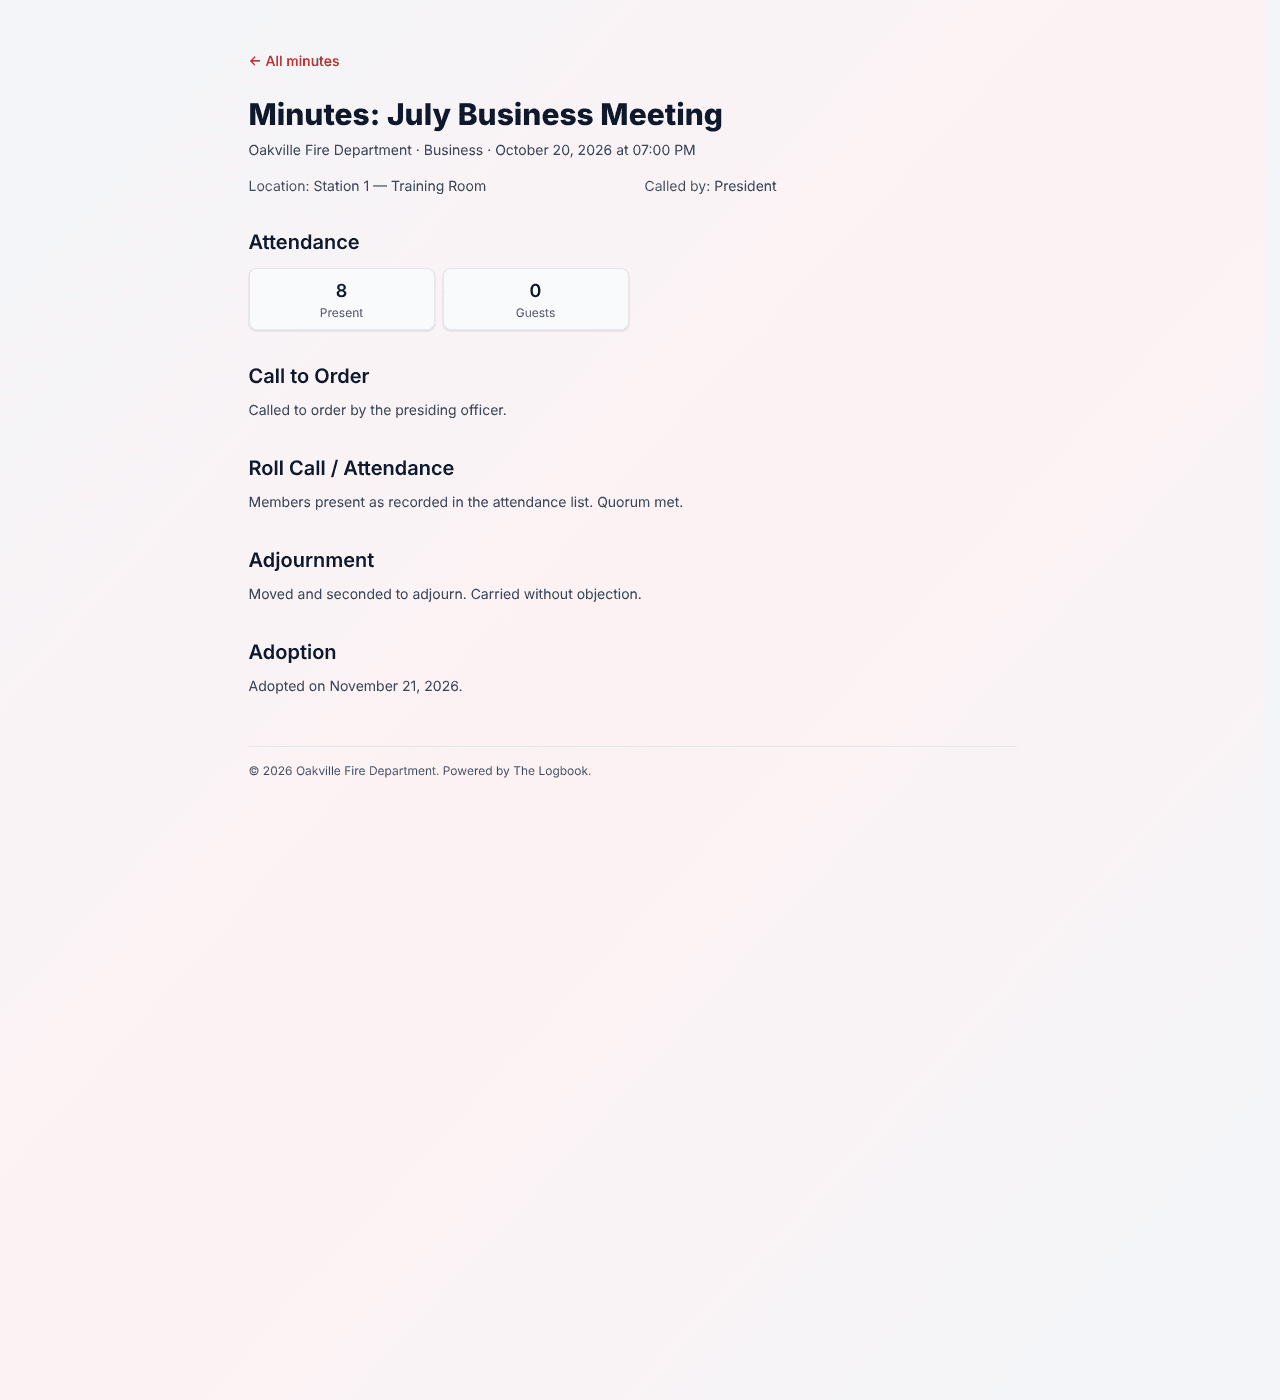 ← All minutes
Minutes: July Business Meeting
Oakville Fire Department · Business · October 20, 2026 at 07:00 PM
Location: Station 1 — Training Room Called by: President
Attendance
8 0
Present Guests
Call to Order
Called to order by the presiding officer.
Roll Call / Attendance
Members present as recorded in the attendance list. Quorum met.
Adjournment
Moved and seconded to adjourn. Carried without objection.
Adoption
Adopted on November 21, 2026.
© 2026 Oakville Fire Department. Powered by The Logbook.